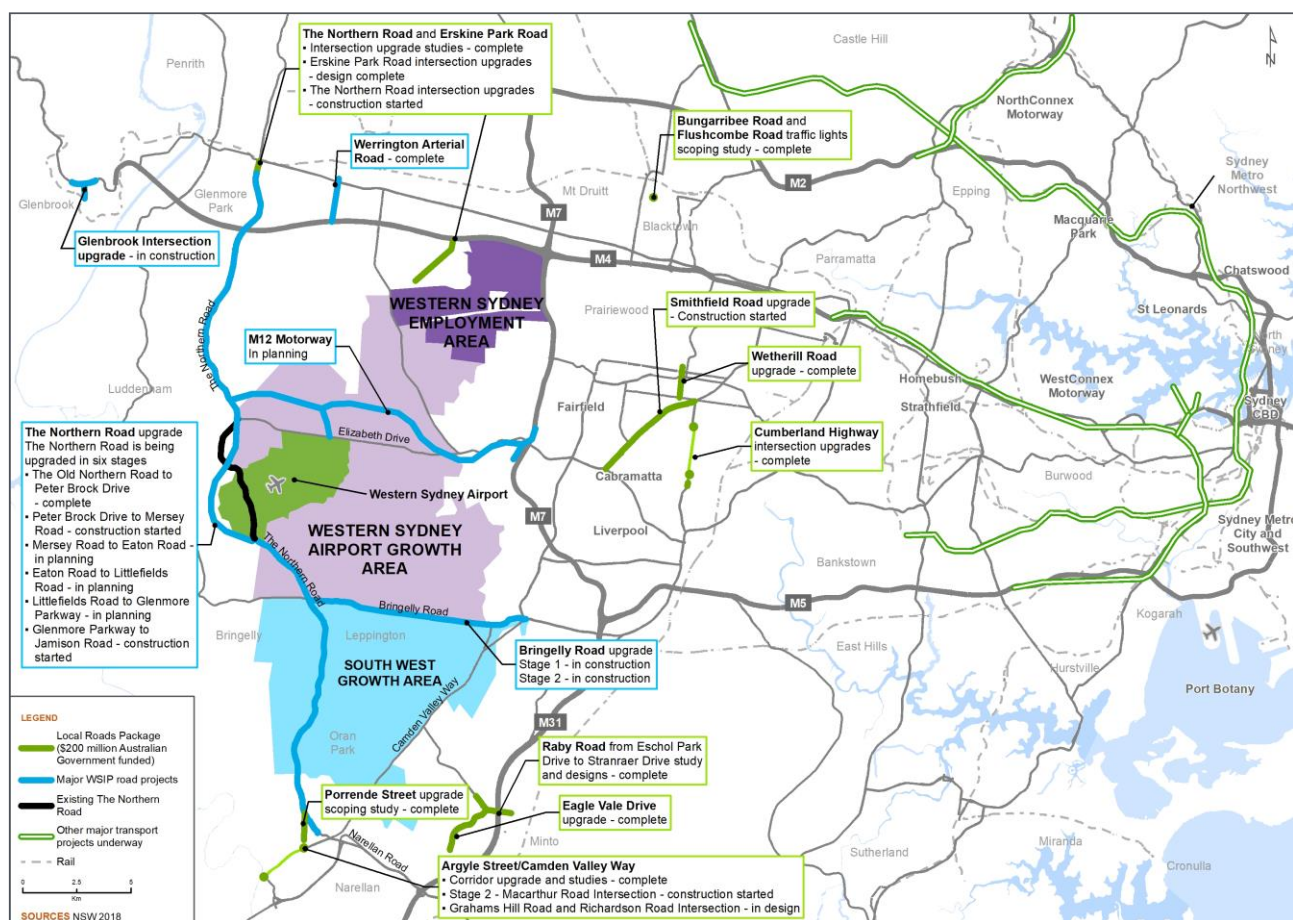 The Northern Road and Erskine Park Road
• Intersection upgrade studies - complete
• Erskine Park Road intersection upgrades
- design complete
• The Northern Road intersection upgrades
- construction started
Castle Hill
N
Penrith
NorthConnex
Motorway
Bungarribee Road and
Flushcombe Road traffic lights
scoping study - complete
Werrington Arterial
Road - complete
Sydney
Metro
Northwest
Glenbrook
Glenmore
Park
Mt Druitt
M2
Epping
M7
Blacktown
Macquarie
Park
Glenbrook Intersection
upgrade - in construction
M4
Parramatta
Chatswood
WESTERN SYDNEY
EMPLOYMENT
AREA
Prairiewood
Smithfield Road upgrade
- Construction started
St Leonards
The Northern Road
M12 Motorway
In planning
North
Sydney
Wetherill Road
upgrade - complete
Luddenham
Homebush
WestConnex
Motorway
Fairfield
Strathfield
Sydney
CBD
The Northern Road upgrade
The Northern Road is being
upgraded in six stages
• The Old Northern Road to
Peter Brock Drive
- complete
• Peter Brock Drive to Mersey
Road - construction started
• Mersey Road to Eaton Road -
in planning
• Eaton Road to Littlefields
Road - in planning
• Littlefields Road to Glenmore
Parkway - in planning
• Glenmore Parkway to
Jamison Road - construction
started
Elizabeth Drive
Cumberland Highway
intersection upgrades
- complete
Cabramatta
Burwood
Western Sydney Airport
M7
Liverpool
Sydney Metro
City and
Southwest
WESTERN SYDNEY
AIRPORT GROWTH
AREA
The Northern Road
Bankstown
M5
Bringelly Road
Kogarah
Bringelly
Leppington
East Hills
Hurstville
Bringelly Road upgrade
Stage 1 - in construction
Stage 2 - in construction
SOUTH WEST
GROWTH AREA
Camden Valley Way
Port Botany
M31
Oran
Park
Raby Road from Eschol Park
Drive to Stranraer Drive study
and designs - complete
Porrende Street upgrade
scoping study - complete
Eagle Vale Drive
upgrade - complete
Narellan Road
Minto
Miranda
Sutherland
Cronulla
Narellan
Argyle Street/Camden Valley Way
• Corridor upgrade and studies - complete
• Stage 2 - Macarthur Road Intersection - construction started
• Grahams Hill Road and Richardson Road Intersection - in design
LEGEND
Local Roads Package
($200 million Australian
Government funded)
Major WSIP road projects
Existing The Northern
Road
Other major transport
projects underway
Rail
0 2.5 5
Km
SOURCES NSW 2018